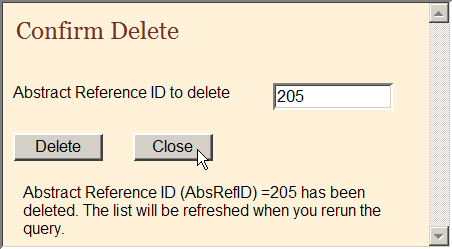 Confirm Delete
Abstract Reference ID to delete 205
Delete Close
Abstract Reference ID (AbsRefID) =205 has been
deleted. The list will be refreshed when you rerun the
query.